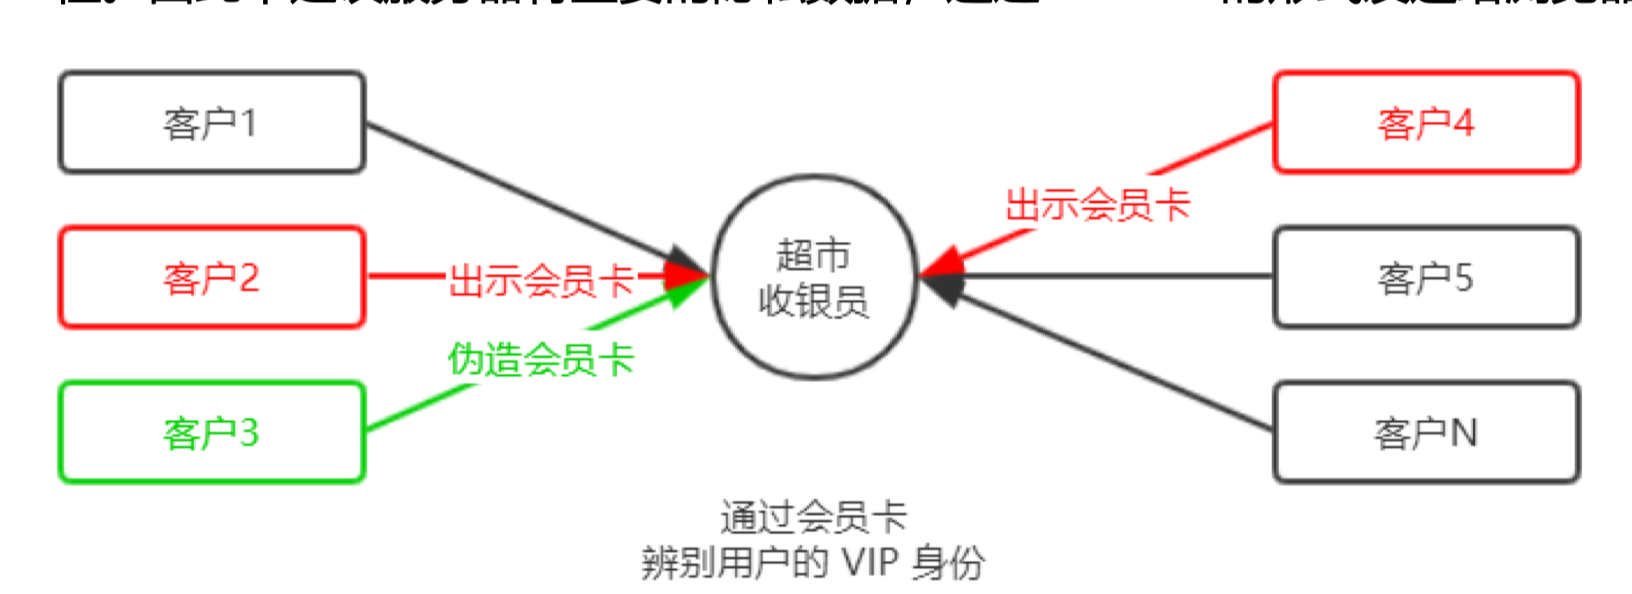 客户1
客户4
出示会员卡
客户2
出示会员卡
超市
收银员
客户5
伪造会员卡
客户3
客户N
通过会员卡
辨别用户的 VIP 身份